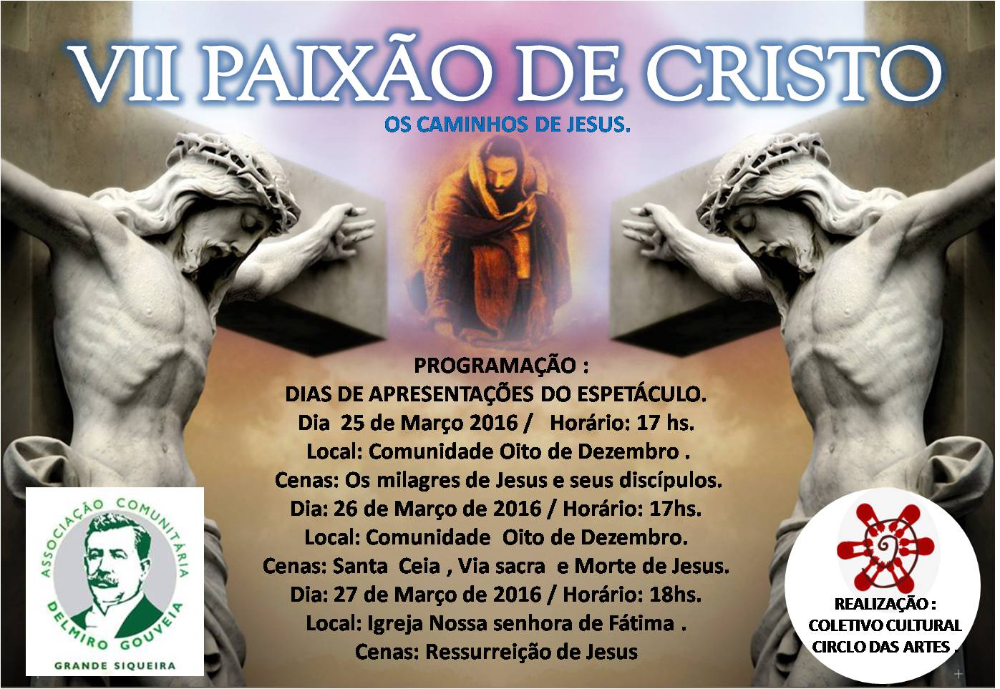 VII PAIXÃO DE CRISTO
OS CAMINHOS DE JESUS.
PROGRAMAÇÃO :
DIAS DE APRESENTAÇÕES DO ESPETÁCULO.
Dia 25 de Março 2016 / Horário: 17 hs.
Local: Comunidade Oito de Dezembro .
Cenas: Os milagres de Jesus e seus discípulos.
Dia: 26 de Março de 2016 / Horário: 17hs.
Local: Comunidade Oito de Dezembro.
Cenas: Santa Ceia , Via sacra e Morte de Jesus.
Dia: 27 de Março de 2016 / Horário: 18hs.
Local: Igreja Nossa senhora de Fátima .
Cenas: Ressurreição de Jesus
ASSOCIAÇÃO COMUNITÁRIA
DELMIRO GOUVEIA
GRANDE SIQUEIRA
REALIZAÇÃO :
COLETIVO CULTURAL
CIRCLO DAS ARTES .